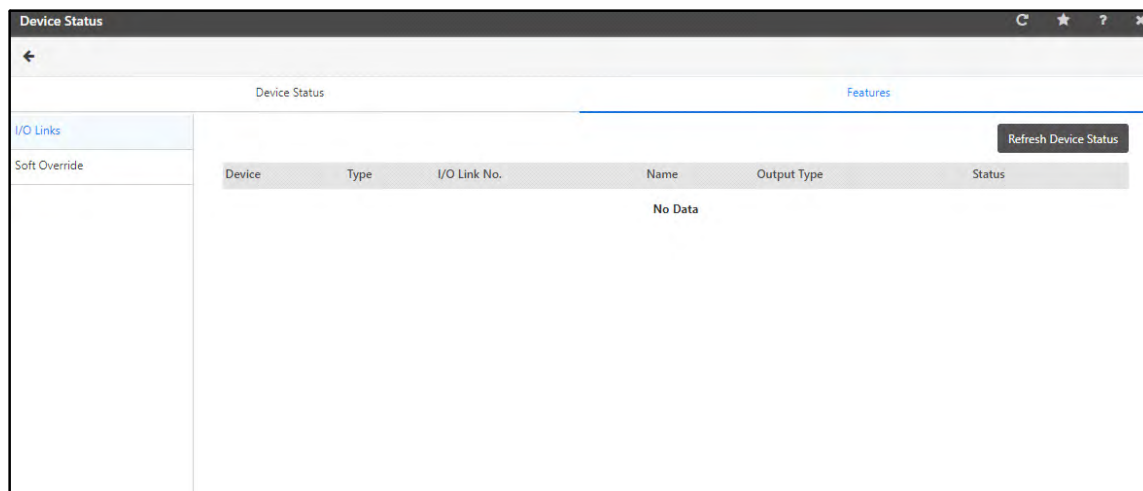 Device Status
?
Device Status Features
I/O Links
Refresh Device Status
Soft Override
Device Type I/O Link No. Name Output Type Status
No Data